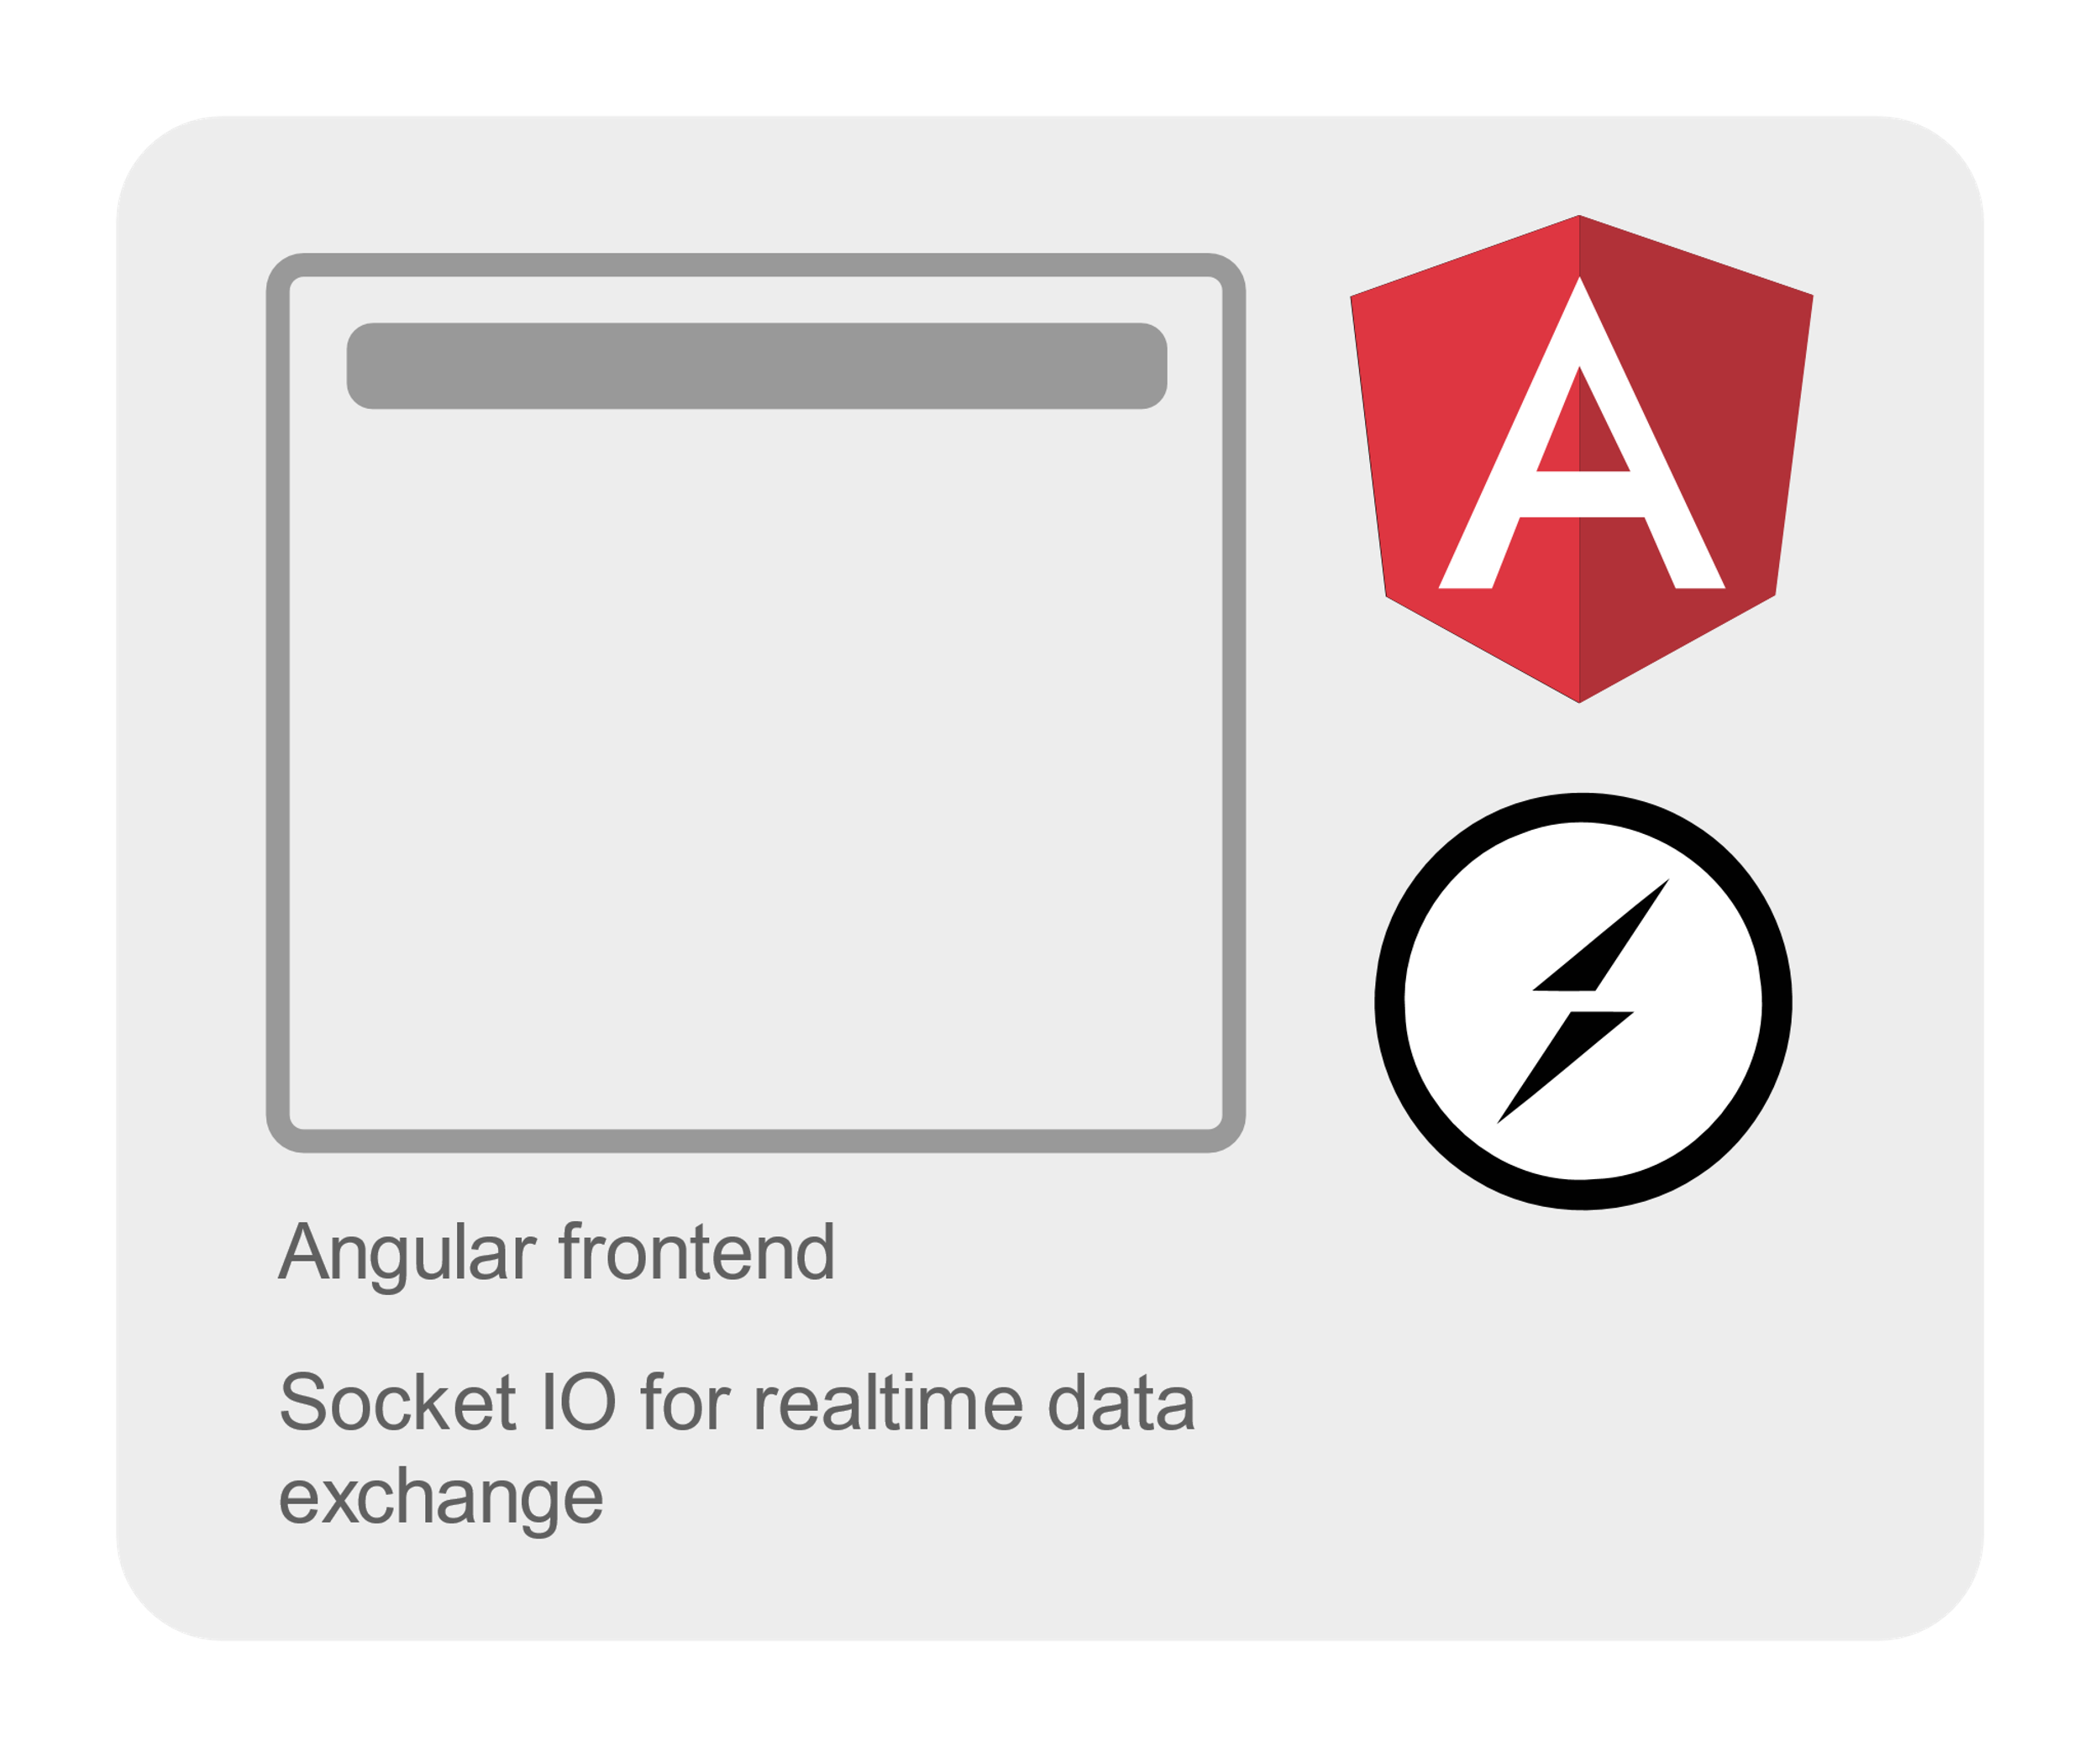 A
Angular frontend
Socket IO for realtime data
exchange